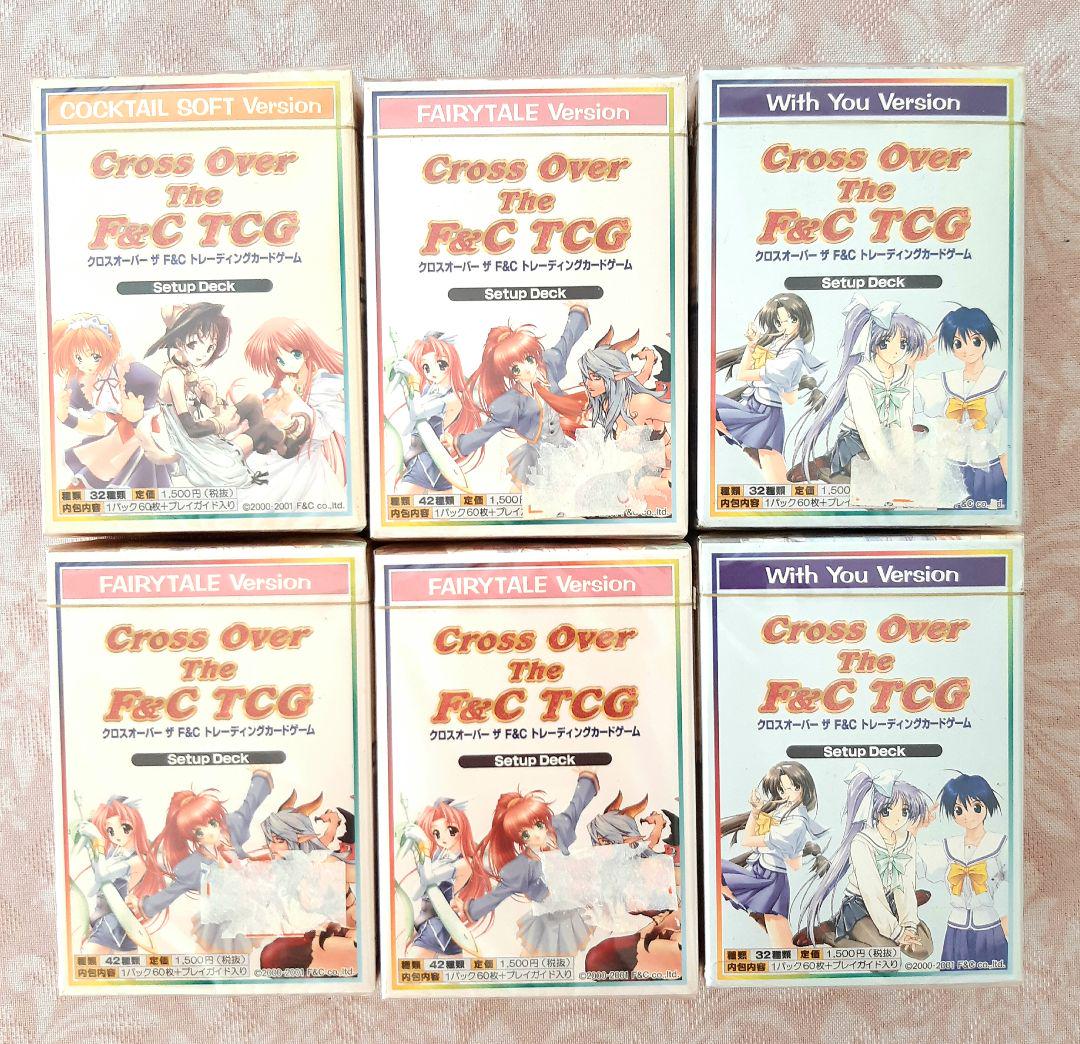 COCKTAIL SOFT Version
Cross Over
The
F&C TCG
クロスオーバー ザ F&C トレーディングカードゲーム
Setup Deck
種類 32種類 定価 1,500円(税抜)
内包内容 1パック60枚+プレイガイド入り ©2000-2001 F&C co.,ltd.
FAIRYTALE Version
Cross Over
The
F&C TCG
クロスオーバー ザ F&C トレーディングカードゲーム
Setup Deck
種類 42種類 定価 1,500円
内包内容 1パック60枚+プレイ F&C co.,ltd.
With You Version
Cross Over
The
F&C TCG
クロスオーバー ザ F&C トレーディングカードゲーム
Setup Deck
種類 32種類 定価 1,500
内包内容 1パック60枚+プレイ F&C co.,ltd.
FAIRYTALE Version
Cross Over
The
F&C TCG
クロスオーバー ザ F&C トレーディングカードゲーム
Setup Deck
種類 42種類 定価 1,500円(税抜)
内包内容 1パック60枚+プレイガイド入り ©2000-2001 F&C co.,ltd.
FAIRYTALE Version
Cross Over
The
F&C TCG
クロスオーバー ザ F&C トレーディングカードゲーム
Setup Deck
種類 42種類 定価 1,500円(税抜)
内包内容 1パック60枚+プレイガイド入り ©2000-2001 F&C co.,ltd.
With You Version
Cross Over
The
F&C TCG
クロスオーバー ザ F&C トレーディングカードゲーム
Setup Deck
種類 32種類 定価 1,500円(税抜)
内包内容 1パック60枚+プレイガイド入り ©2000-2001 F&C co.,ltd.